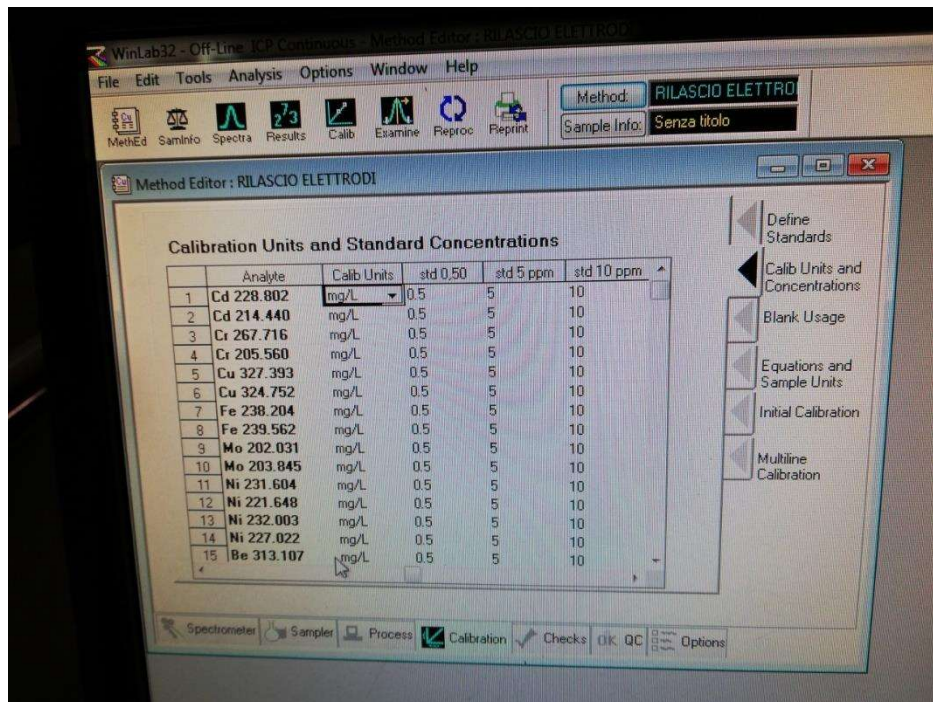 WinLab32 - Off-Line ICP Continuous - Method Editor : RILASCIO ELETTRODI
File Edit Tools Analysis Options Window Help
MethEd SamInfo Spectra Results Calib Examine Reproc Reprint
Method: RILASCIO ELETTRO
Sample Info: Senza titolo
Method Editor : RILASCIO ELETTRODI
Calibration Units and Standard Concentrations
Analyte Calib Units std 0,50 std 5 ppm std 10 ppm
1 Cd 228.802 mg/L 0.5 5 10
2 Cd 214.440 mg/L 0.5 5 10
3 Cr 267.716 mg/L 0.5 5 10
4 Cr 205.560 mg/L 0.5 5 10
5 Cu 327.393 mg/L 0.5 5 10
6 Cu 324.752 mg/L 0.5 5 10
7 Fe 238.204 mg/L 0.5 5 10
8 Fe 239.562 mg/L 0.5 5 10
9 Mo 202.031 mg/L 0.5 5 10
10 Mo 203.845 mg/L 0.5 5 10
11 Ni 231.604 mg/L 0.5 5 10
12 Ni 221.648 mg/L 0.5 5 10
13 Ni 232.003 mg/L 0.5 5 10
14 Ni 227.022 mg/L 0.5 5 10
15 Be 313.107 mg/L 0.5 5 10
Define
Standards
Calib Units and
Concentrations
Blank Usage
Equations and
Sample Units
Initial Calibration
Multiline
Calibration
Spectrometer Sampler Process Calibration Checks OK QC Options